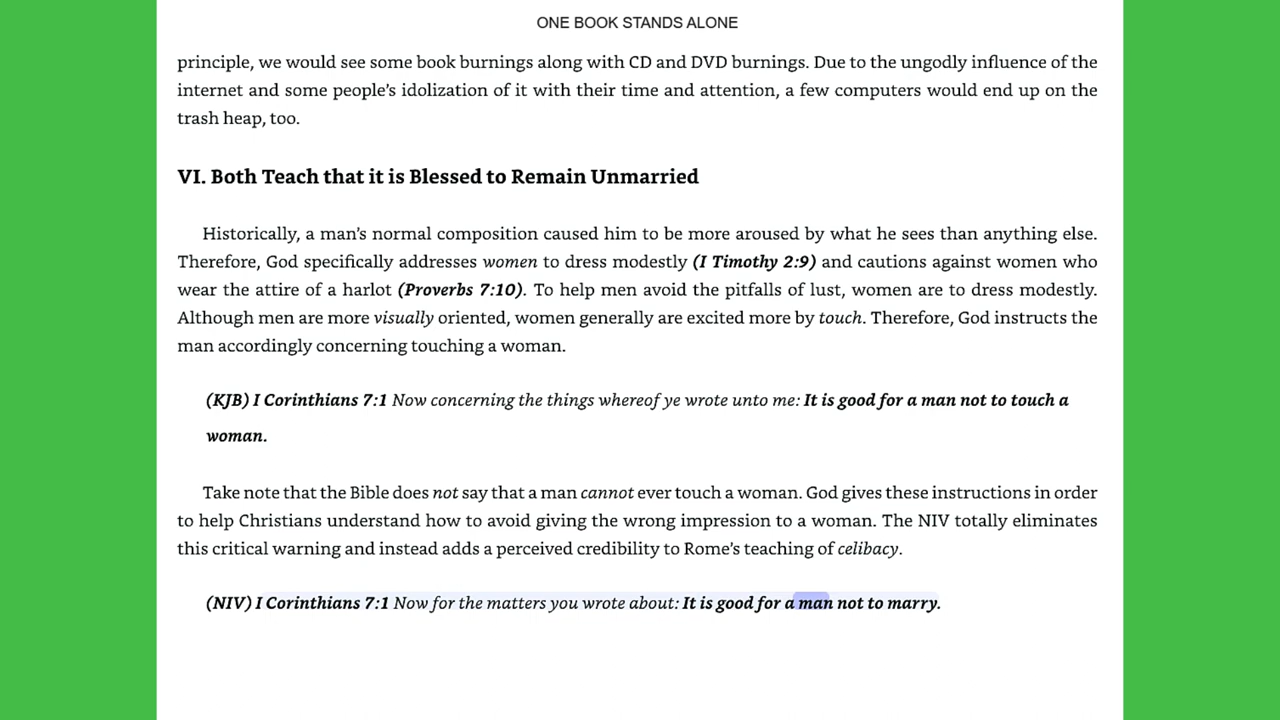 ONE BOOK STANDS ALONE
principle, we would see some book burnings along with CD and DVD burnings. Due to the ungodly influence of the
internet and some people’s idolization of it with their time and attention, a few computers would end up on the
trash heap, too.
VI. Both Teach that it is Blessed to Remain Unmarried
Historically, a man’s normal composition caused him to be more aroused by what he sees than anything else.
Therefore, God specifically addresses women to dress modestly (I Timothy 2:9) and cautions against women who
wear the attire of a harlot (Proverbs 7:10). To help men avoid the pitfalls of lust, women are to dress modestly.
Although men are more visually oriented, women generally are excited more by touch. Therefore, God instructs the
man accordingly concerning touching a woman.
(KJB) I Corinthians 7:1 Now concerning the things whereof ye wrote unto me: It is good for a man not to touch a
woman.
Take note that the Bible does not say that a man cannot ever touch a woman. God gives these instructions in order
to help Christians understand how to avoid giving the wrong impression to a woman. The NIV totally eliminates
this critical warning and instead adds a perceived credibility to Rome’s teaching of celibacy.
(NIV) I Corinthians 7:1 Now for the matters you wrote about: It is good for a man not to marry.